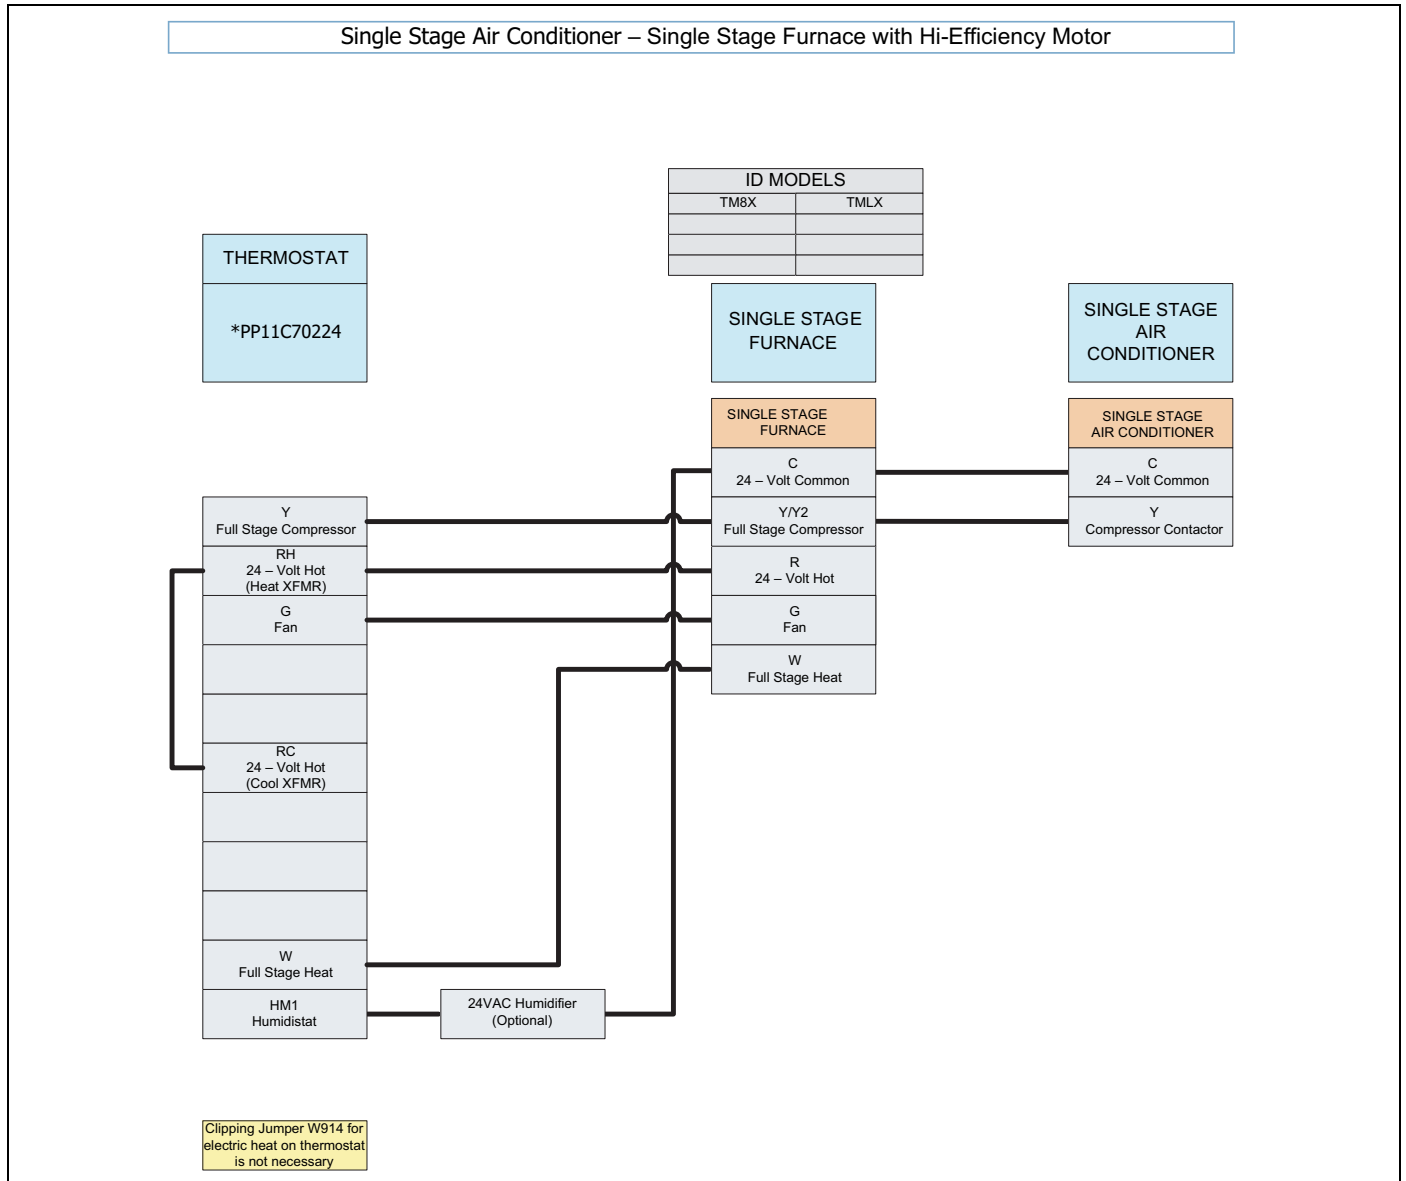 Single Stage Air Conditioner – Single Stage Furnace with Hi-Efficiency Motor
ID MODELS
TM8X TMLX
THERMOSTAT
*PP11C70224
SINGLE STAGE
FURNACE
SINGLE STAGE
AIR
CONDITIONER
SINGLE STAGE
FURNACE
C
24 – Volt Common
Y/Y2
Full Stage Compressor
R
24 – Volt Hot
G
Fan
W
Full Stage Heat
SINGLE STAGE
AIR CONDITIONER
C
24 – Volt Common
Y
Compressor Contactor
Y
Full Stage Compressor
RH
24 – Volt Hot
(Heat XFMR)
G
Fan
RC
24 – Volt Hot
(Cool XFMR)
W
Full Stage Heat
HM1
Humidistat
24VAC Humidifier
(Optional)
Clipping Jumper W914 for
electric heat on thermostat
is not necessary